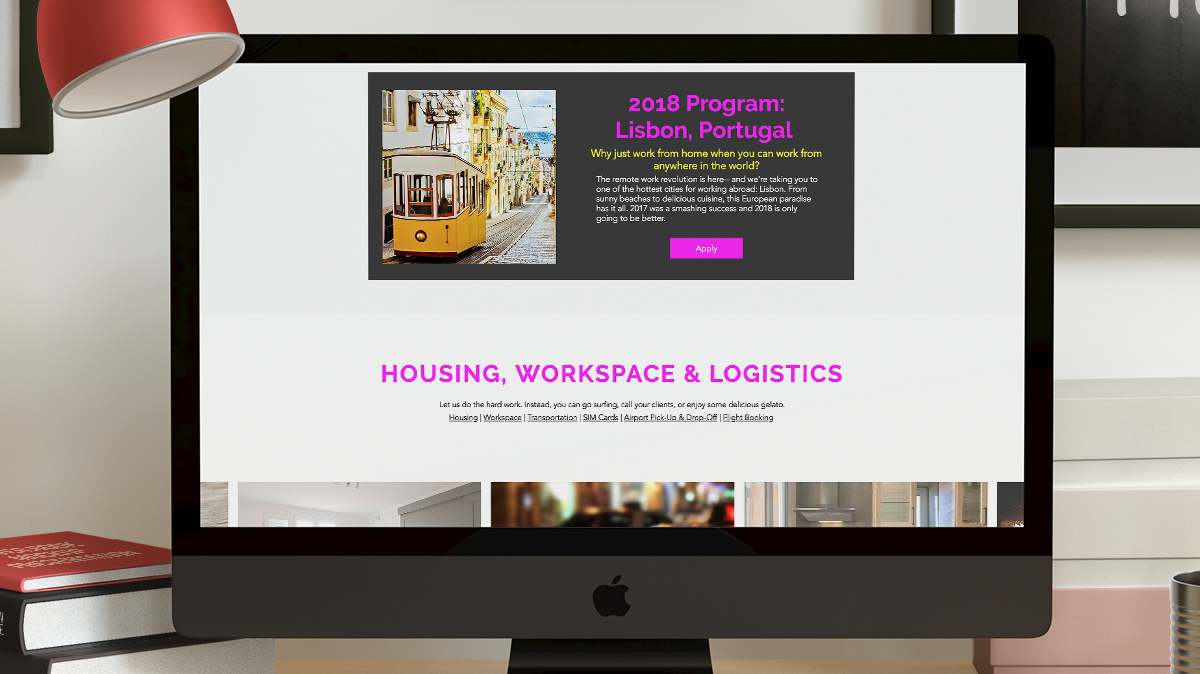 2018 Program:
Lisbon, Portugal
Why just work from home when you can work from
anywhere in the world?
The remote work revolution is here-- and we're taking you to
one of the hottest cities for working abroad: Lisbon. From
sunny beaches to delicious cuisine, this European paradise
has it all. 2017 was a smashing success and 2018 is only
going to be better.
Apply
HOUSING, WORKSPACE & LOGISTICS
Let us do the hard work. Instead, you can go surfing, call your clients, or enjoy some delicious gelato.
Housing | Workspace | Transportation | SIM Cards | Airport Pick-Up & Drop-Off | Flight Booking